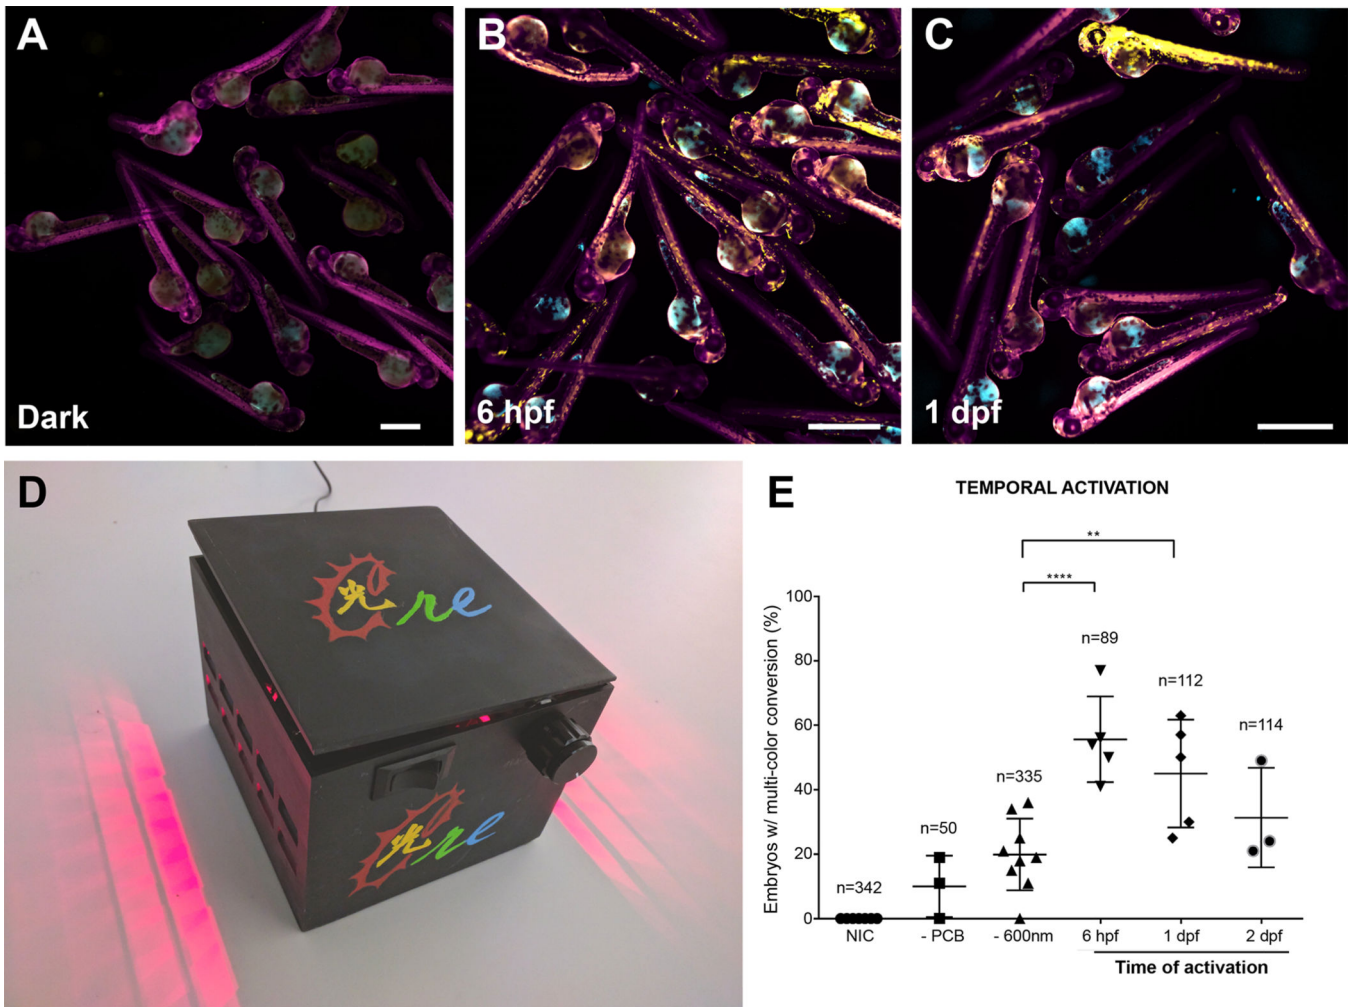 A
B
C
Dark
6 hpf
1 dpf
D
光Cre
光Cre
E
TEMPORAL ACTIVATION
**
****
Embryos w/ multi-color conversion (%)
100
80
60
40
20
0
n=342
n=50
n=335
n=89
n=112
n=114
NIC
- PCB
- 600nm
6 hpf
1 dpf
2 dpf
Time of activation